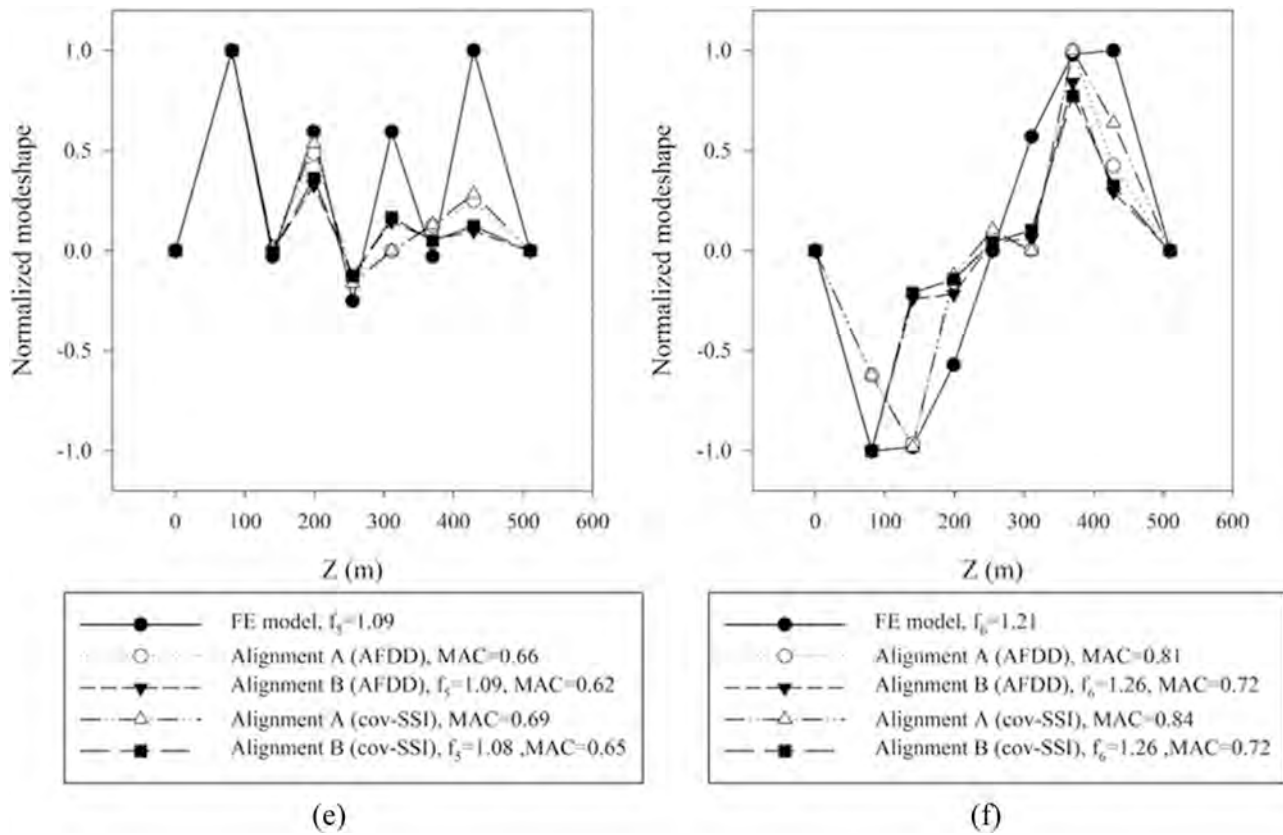 Normalized modeshape
1.0
0.5
0.0
-0.5
-1.0
0 100 200 300 400 500 600
Z (m)
FE model, f5=1.09
Alignment A (AFDD), MAC=0.66
Alignment B (AFDD), f5=1.09, MAC=0.62
Alignment A (cov-SSI), MAC=0.69
Alignment B (cov-SSI), f5=1.08 ,MAC=0.65
(e)
Normalized modeshape
1.0
0.5
0.0
-0.5
-1.0
0 100 200 300 400 500 600
Z (m)
FE model, f6=1.21
Alignment A (AFDD), MAC=0.81
Alignment B (AFDD), f6=1.26, MAC=0.72
Alignment A (cov-SSI), MAC=0.84
Alignment B (cov-SSI), f6=1.26 ,MAC=0.72
(f)